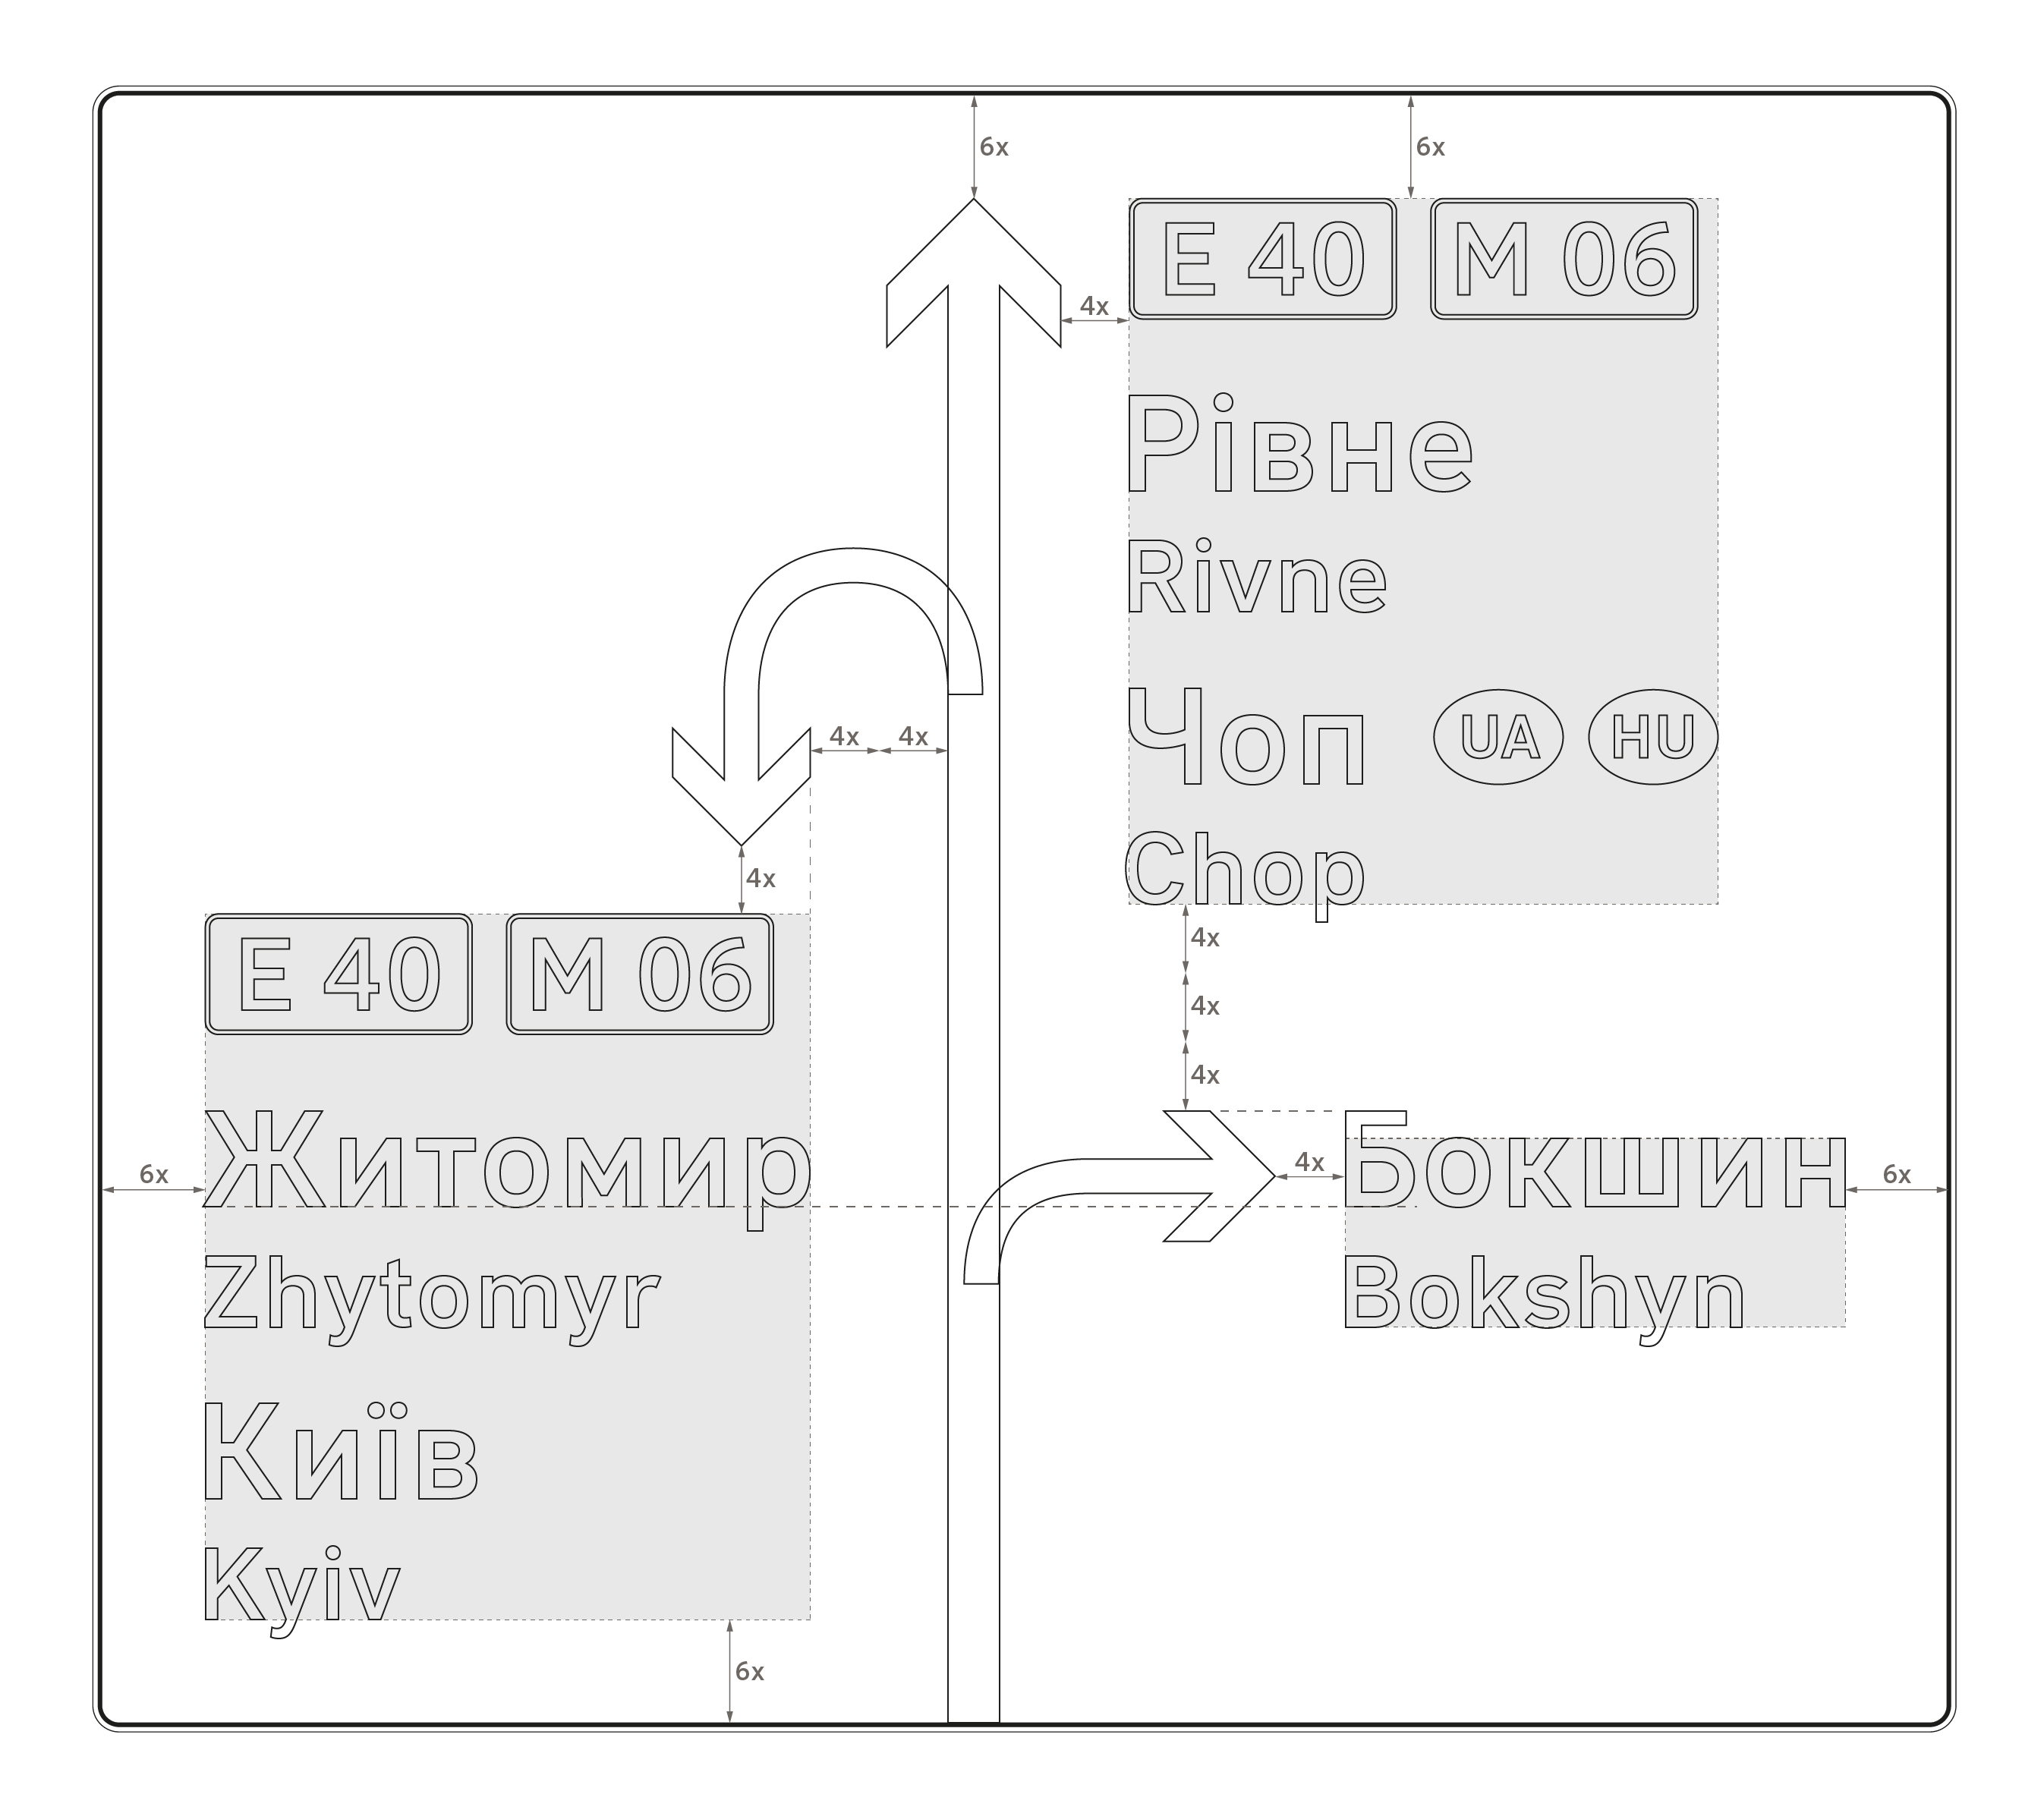 6x
6x
E 40 M 06
4x
Рівне
Rivne
Чоп UA HU
Chop
4x 4x
4x
E 40 M 06
Житомир
Zhytomyr
Київ
Kyiv
6x
6x
4x
4x
4x
4x
Бокшин
Bokshyn
6x